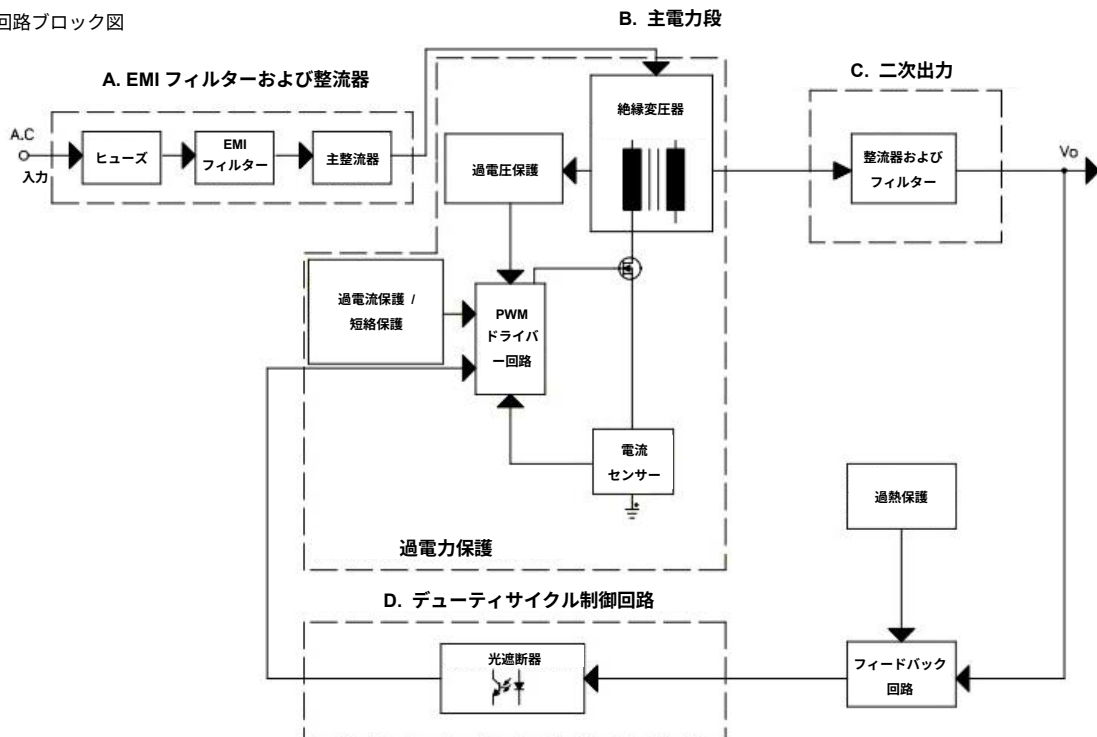 回路ブロック図
B. 主電力段
A. EMI フィルターおよび整流器
C. 二次出力
A.C
入力
ヒューズ
EMI
フィルター
主整流器
過電圧保護
絶縁変圧器
整流器および
フィルター
Vo
過電流保護 /
短絡保護
PWM
ドライバ
ー回路
電流
センサー
過熱保護
過電力保護
D. デューティサイクル制御回路
光遮断器
フィードバック
回路